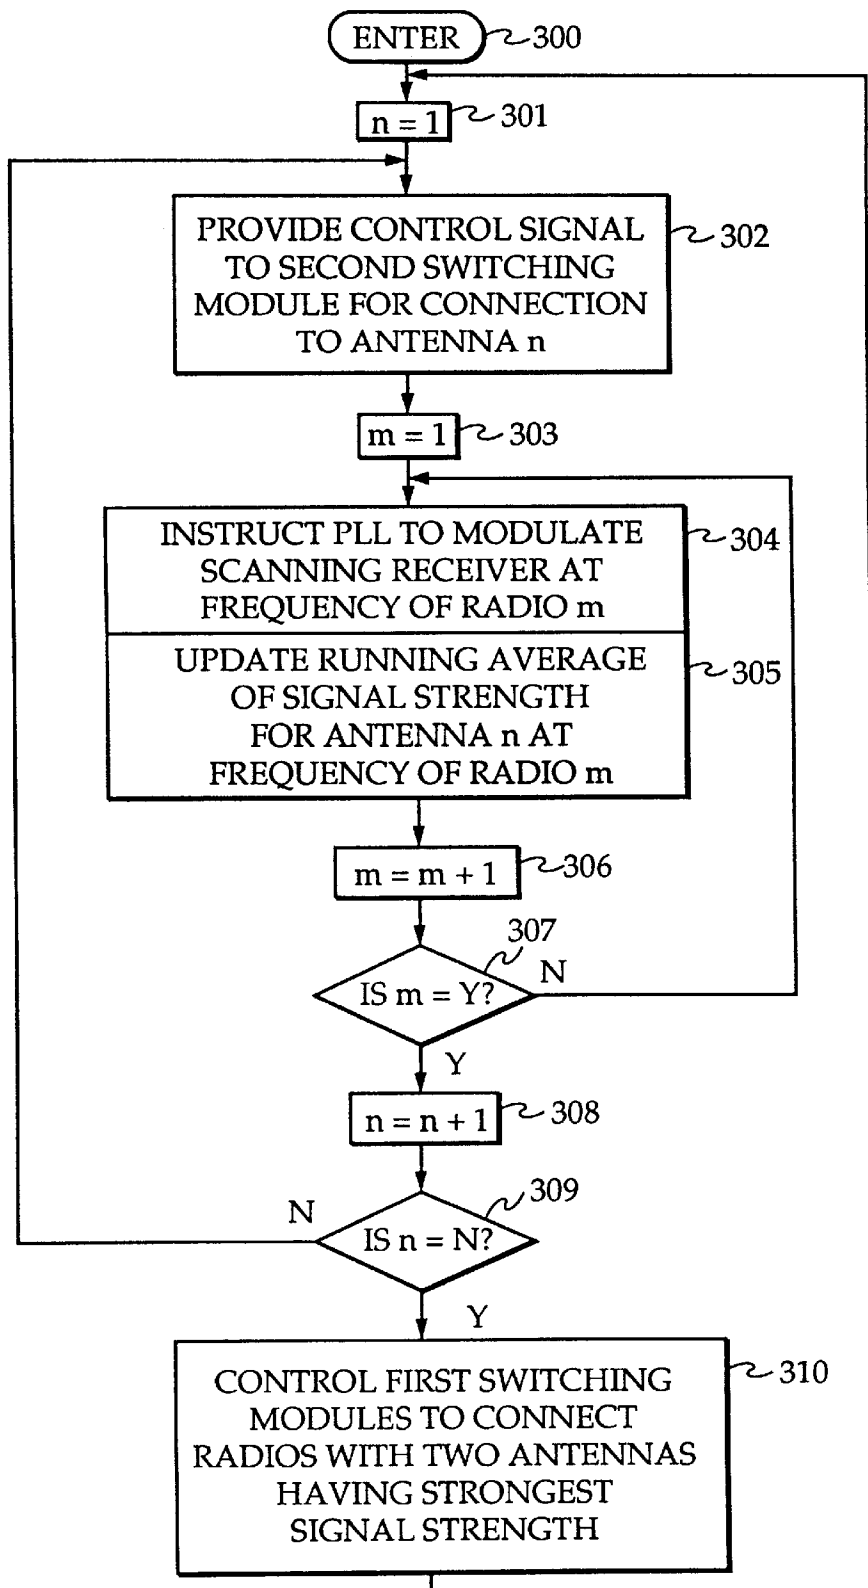 ENTER 300
n = 1 301
PROVIDE CONTROL SIGNAL 302
TO SECOND SWITCHING
MODULE FOR CONNECTION
TO ANTENNA n
m = 1 303
INSTRUCT PLL TO MODULATE 304
SCANNING RECEIVER AT
FREQUENCY OF RADIO m
UPDATE RUNNING AVERAGE 305
OF SIGNAL STRENGTH
FOR ANTENNA n AT
FREQUENCY OF RADIO m
m = m + 1 306
307
IS m = Y? N
Y
n = n + 1 308
309
N
IS n = N?
Y
CONTROL FIRST SWITCHING 310
MODULES TO CONNECT
RADIOS WITH TWO ANTENNAS
HAVING STRONGEST
SIGNAL STRENGTH